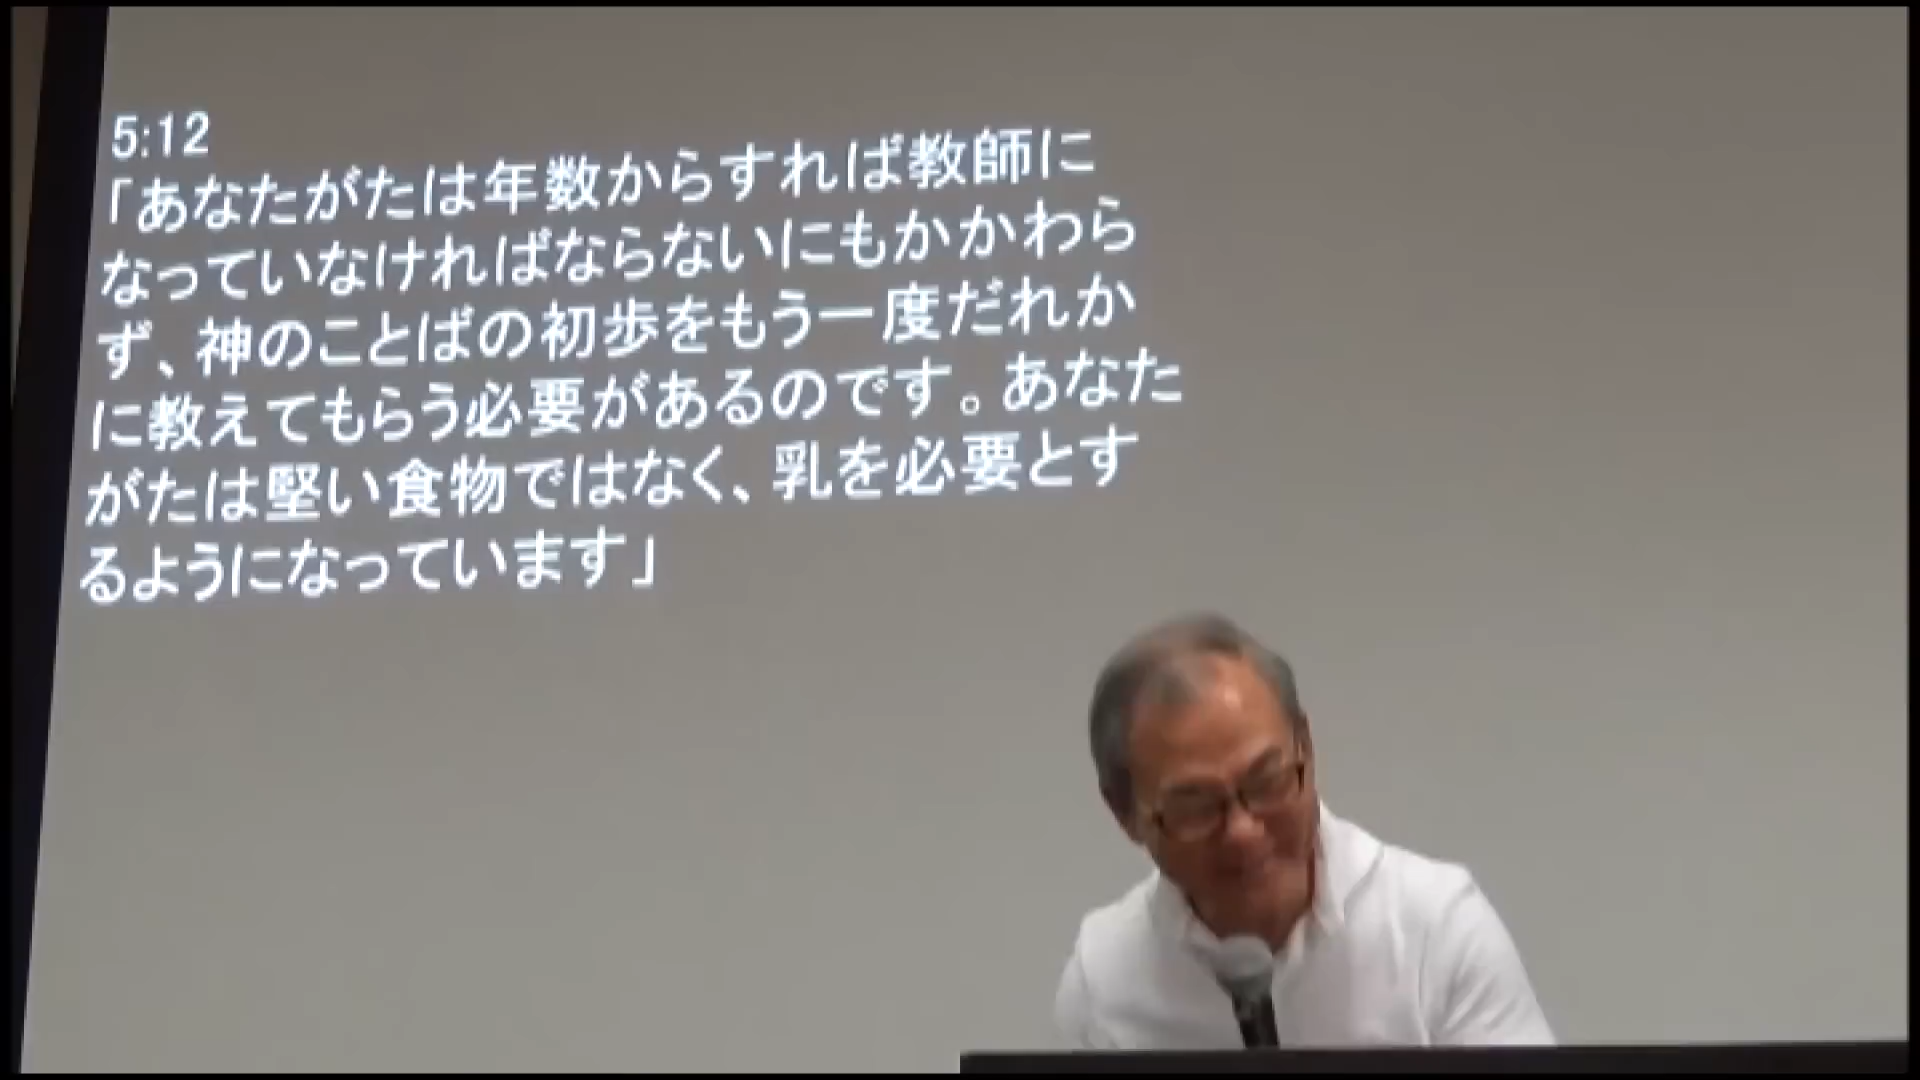 5:12
「あなたがたは年数からすれば教師に
なっていなければならないにもかかわら
ず、神のことばの初歩をもう一度だれか
に教えてもらう必要があるのです。あなた
がたは堅い食物ではなく、乳を必要とす
るようになっています」